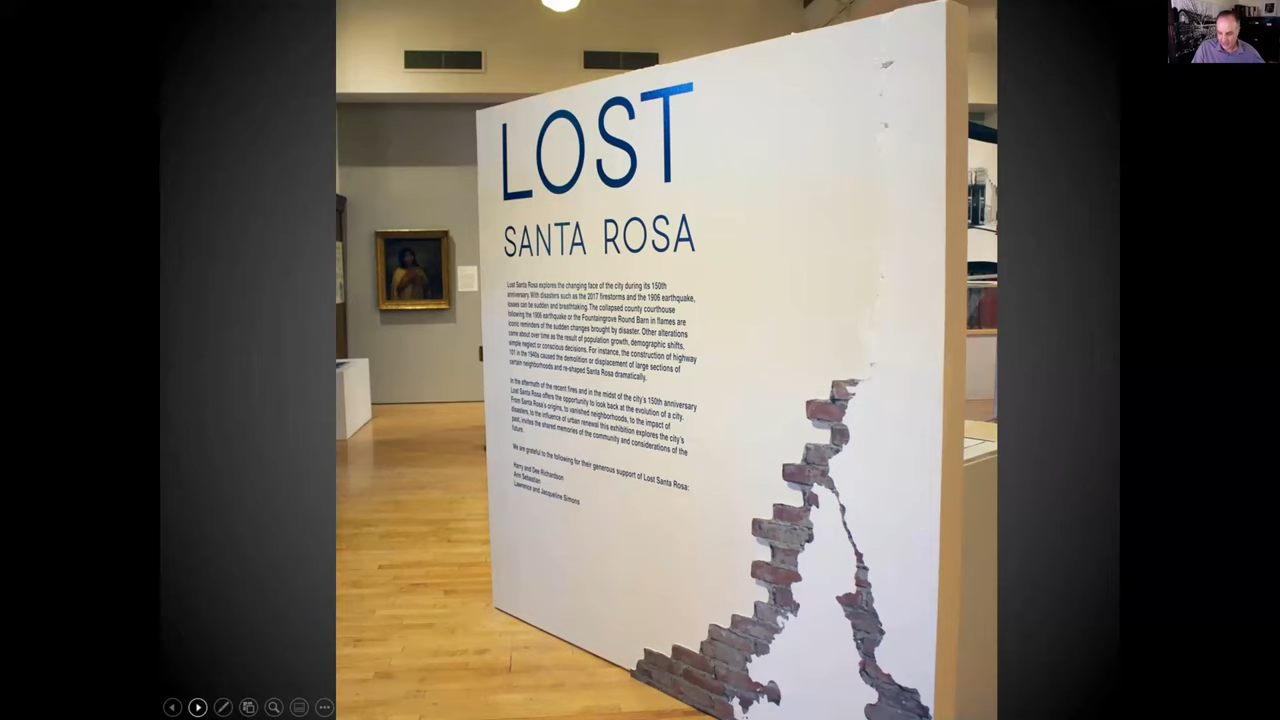 LOST
SANTA ROSA
Lost Santa Rosa explores the changing face of the city during its 150th
anniversary. With disasters such as the 2017 firestorms and the 1906 earthquake,
losses can be sudden and breathtaking. The collapsed county courthouse
following the 1906 earthquake or the Fountaingrove Round Barn in flames are
iconic reminders of the sudden changes brought by disaster. Other alterations
came about over time as the result of population growth, demographic shifts,
simple neglect or conscious decisions. For instance, the construction of highway
101 in the 1940s caused the demolition or displacement of large sections of
certain neighborhoods and re-shaped Santa Rosa dramatically.
In the aftermath of the recent fires and in the midst of the city's 150th anniversary
Lost Santa Rosa offers the opportunity to look back at the evolution of a city.
From Santa Rosa's origins, to vanished neighborhoods, to the impact of
disasters, to the influence of urban renewal this exhibition explores the city's
past, invites the shared memories of the community and considerations of the
future.
We are grateful to the following for their generous support of Lost Santa Rosa:
Harry and Dee Richardson
Ann Sebastian
Lawrence and Jacqueline Simons